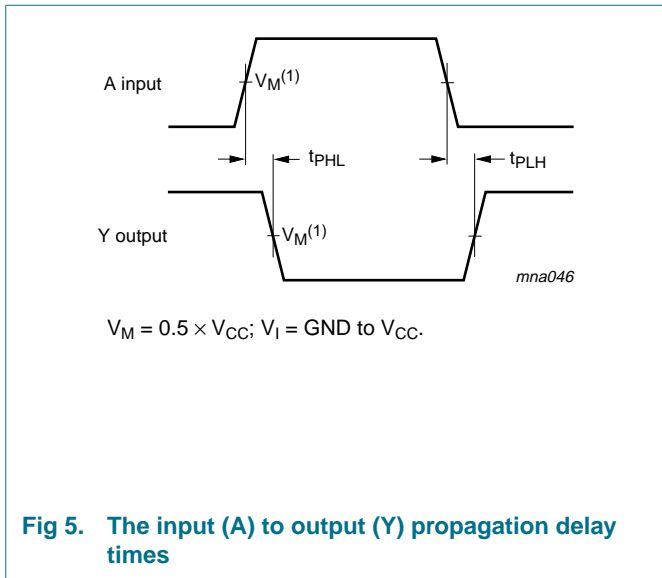 A input
V_M(1)
t_PHL
t_PLH
Y output
V_M(1)
mna046
V_M = 0.5 × V_CC; V_I = GND to V_CC.
Fig 5. The input (A) to output (Y) propagation delay
times